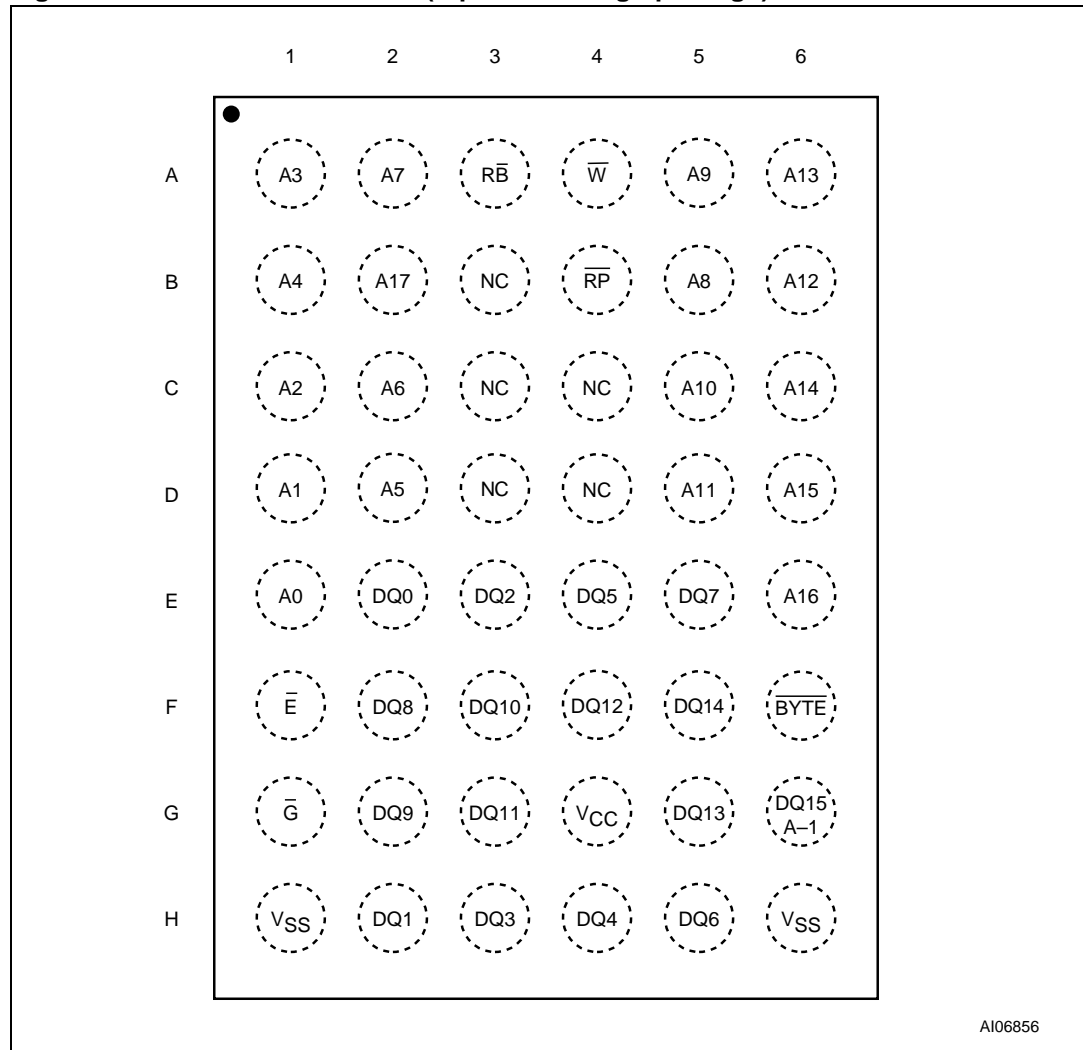 1 2 3 4 5 6
A A3 A7 RB̅ W̅ A9 A13
B A4 A17 NC R̅P̅ A8 A12
C A2 A6 NC NC A10 A14
D A1 A5 NC NC A11 A15
E A0 DQ0 DQ2 DQ5 DQ7 A16
F E̅ DQ8 DQ10 DQ12 DQ14 B̅Y̅T̅E̅
G G̅ DQ9 DQ11 VCC DQ13 DQ15
A–1
H VSS DQ1 DQ3 DQ4 DQ6 VSS
AI06856